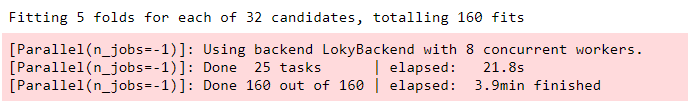 Fitting 5 folds for each of 32 candidates, totalling 160 fits
[Parallel(n_jobs=-1)]: Using backend LokyBackend with 8 concurrent workers.
[Parallel(n_jobs=-1)]: Done  25 tasks      | elapsed:   21.8s
[Parallel(n_jobs=-1)]: Done 160 out of 160 | elapsed:  3.9min finished